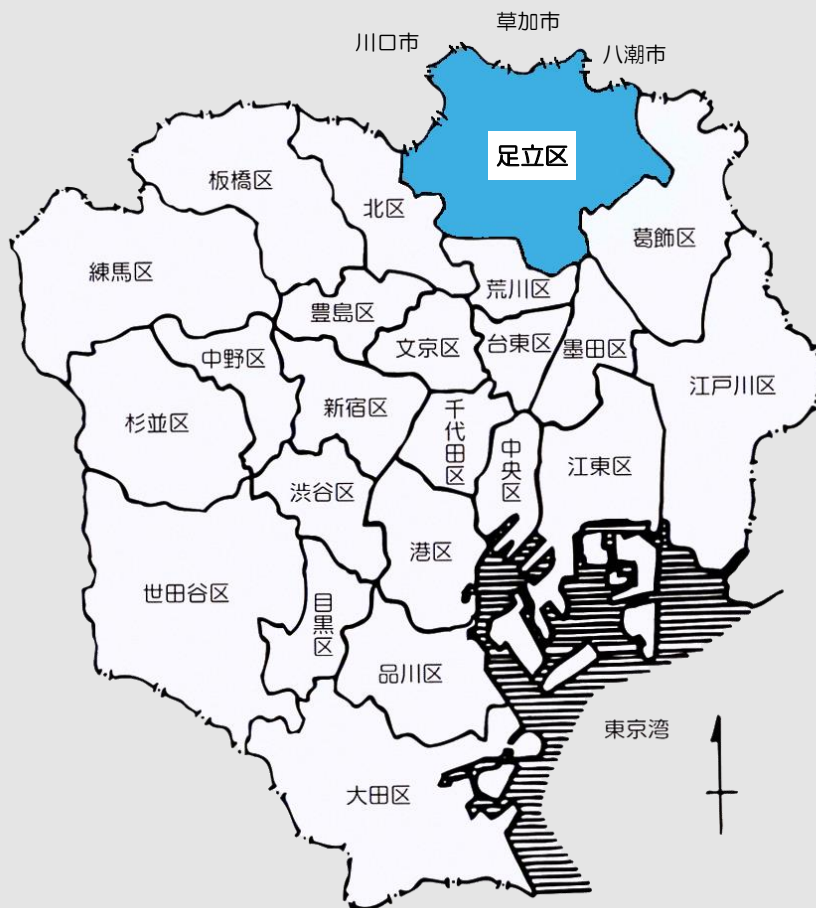 草加市
川口市
八潮市
足立区
板橋区
北区
葛飾区
練馬区
荒川区
豊島区
文京区
台東区
墨田区
中野区
江戸川区
新宿区
杉並区
千代田区
中央区
江東区
渋谷区
港区
世田谷区
目黒区
品川区
東京湾
大田区